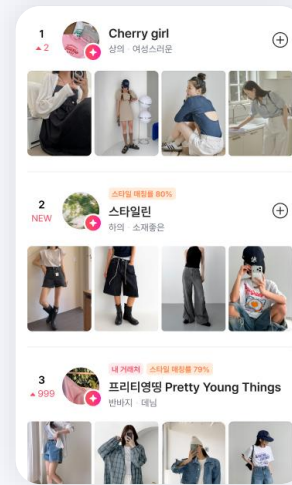 1
▲ 2
Cherry girl
상의 · 여성스러운
스타일 매칭률 80%
2
NEW
스타일린
하의 · 소재좋은
내 거래처 스타일 매칭률 79%
3
▲ 999
프리티영띵 Pretty Young Things
반바지 · 데님